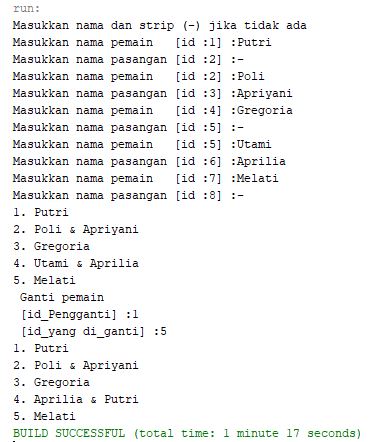 run:
Masukkan nama dan strip (-) jika tidak ada
Masukkan nama pemain   [id :1] :Putri
Masukkan nama pasangan [id :2] :-
Masukkan nama pemain   [id :2] :Poli
Masukkan nama pasangan [id :3] :Apriyani
Masukkan nama pemain   [id :4] :Gregoria
Masukkan nama pasangan [id :5] :-
Masukkan nama pemain   [id :5] :Utami
Masukkan nama pasangan [id :6] :Aprilia
Masukkan nama pemain   [id :7] :Melati
Masukkan nama pasangan [id :8] :-
1. Putri
2. Poli & Apriyani
3. Gregoria
4. Utami & Aprilia
5. Melati
 Ganti pemain
 [id_Pengganti] :1
 [id_yang di_ganti] :5
1. Putri
2. Poli & Apriyani
3. Gregoria
4. Aprilia & Putri
5. Melati
BUILD SUCCESSFUL (total time: 1 minute 17 seconds)